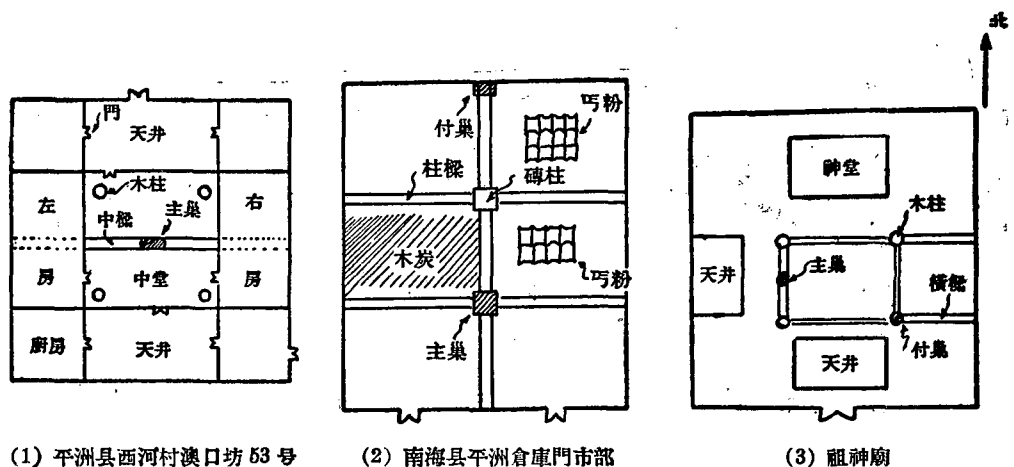 北
門
天井
木柱
左
右
中樑
主巢
房
中堂
房
廚房
天井
(1) 平洲县西河村澳口坊53号
付巢
丐粉
柱樑
磚柱
木炭
丐粉
主巢
(2) 南海县平洲倉庫門市部
神堂
木柱
天井
主巢
橫樑
付巢
天井
(3) 祖神廟